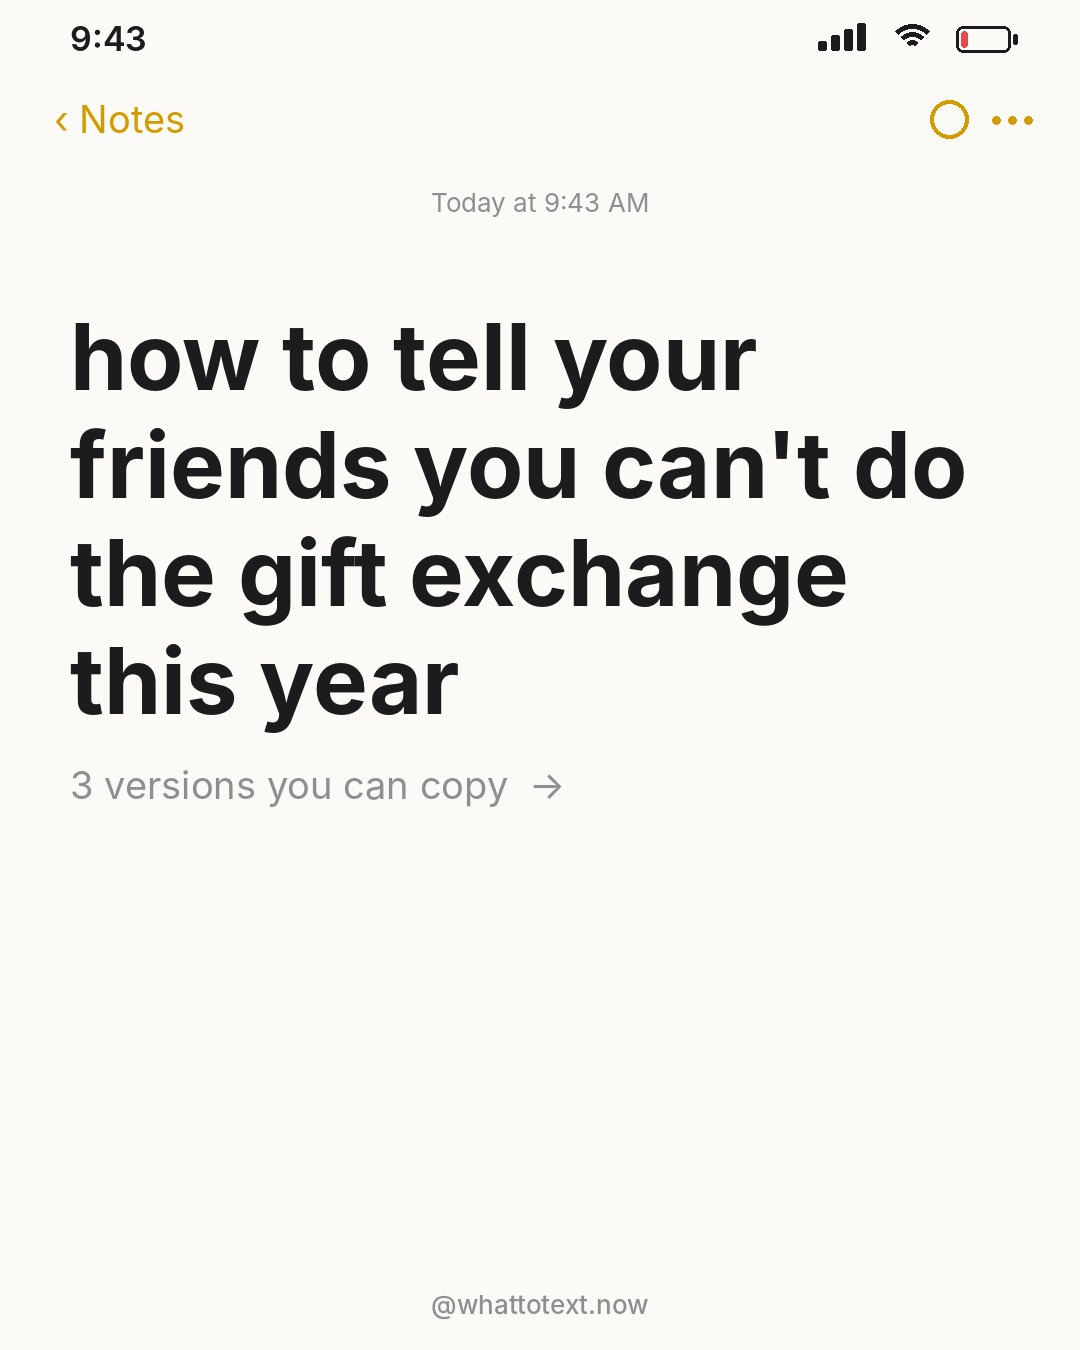 9:43
‹ Notes
Today at 9:43 AM
how to tell your
friends you can't do
the gift exchange
this year
3 versions you can copy →
@whattotext.now